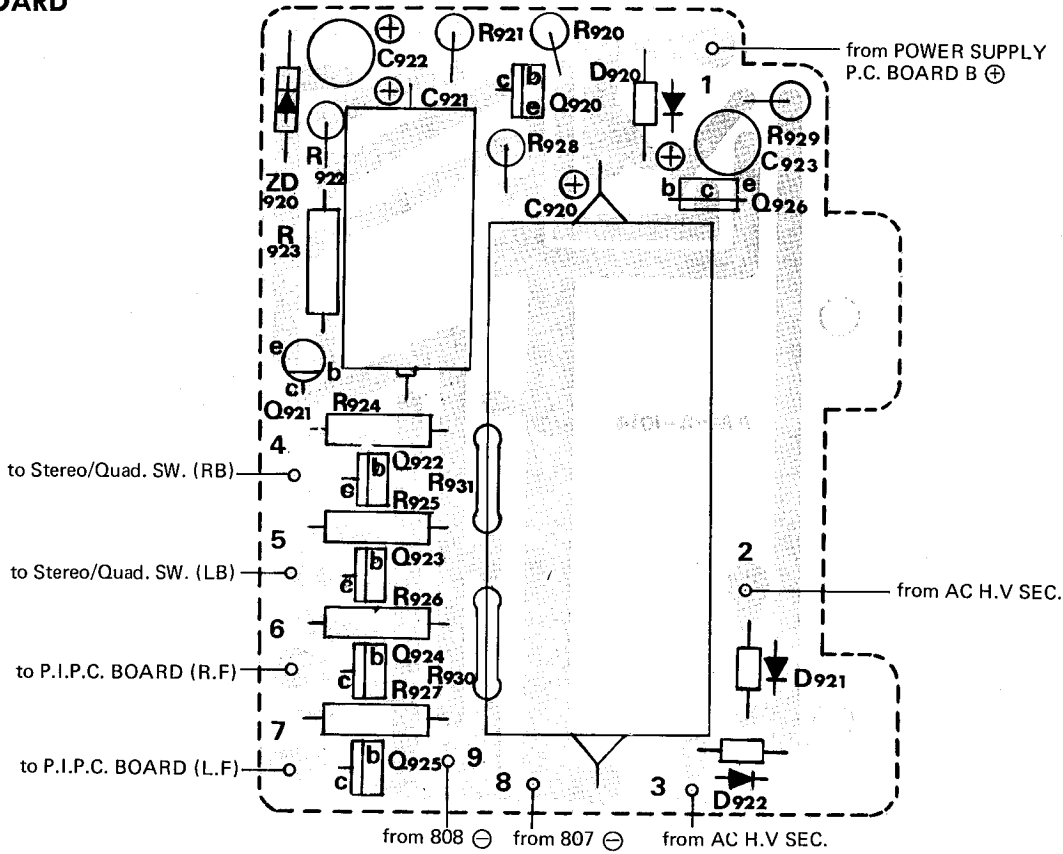 OARD
R921
R920
C922
from POWER SUPPLY
P.C. BOARD B ⊕
D920
1
c
b
e
C921
Q920
R929
R
922
R928
C923
ZD
920
b
c
e
C920
Q926
R
923
e
b
c
Q921
R924
4
Q922
b
to Stereo/Quad. SW. (RB)
R931
R925
5
2
Q923
b
to Stereo/Quad. SW. (LB)
R926
from AC H.V SEC.
6
Q924
b
to P.I.P.C. BOARD (R.F)
c
R930
D921
R927
7
b
9
to P.I.P.C. BOARD (L.F)
c
Q925
8
3
D922
from 808 ⊖
from 807 ⊖
from AC H.V SEC.